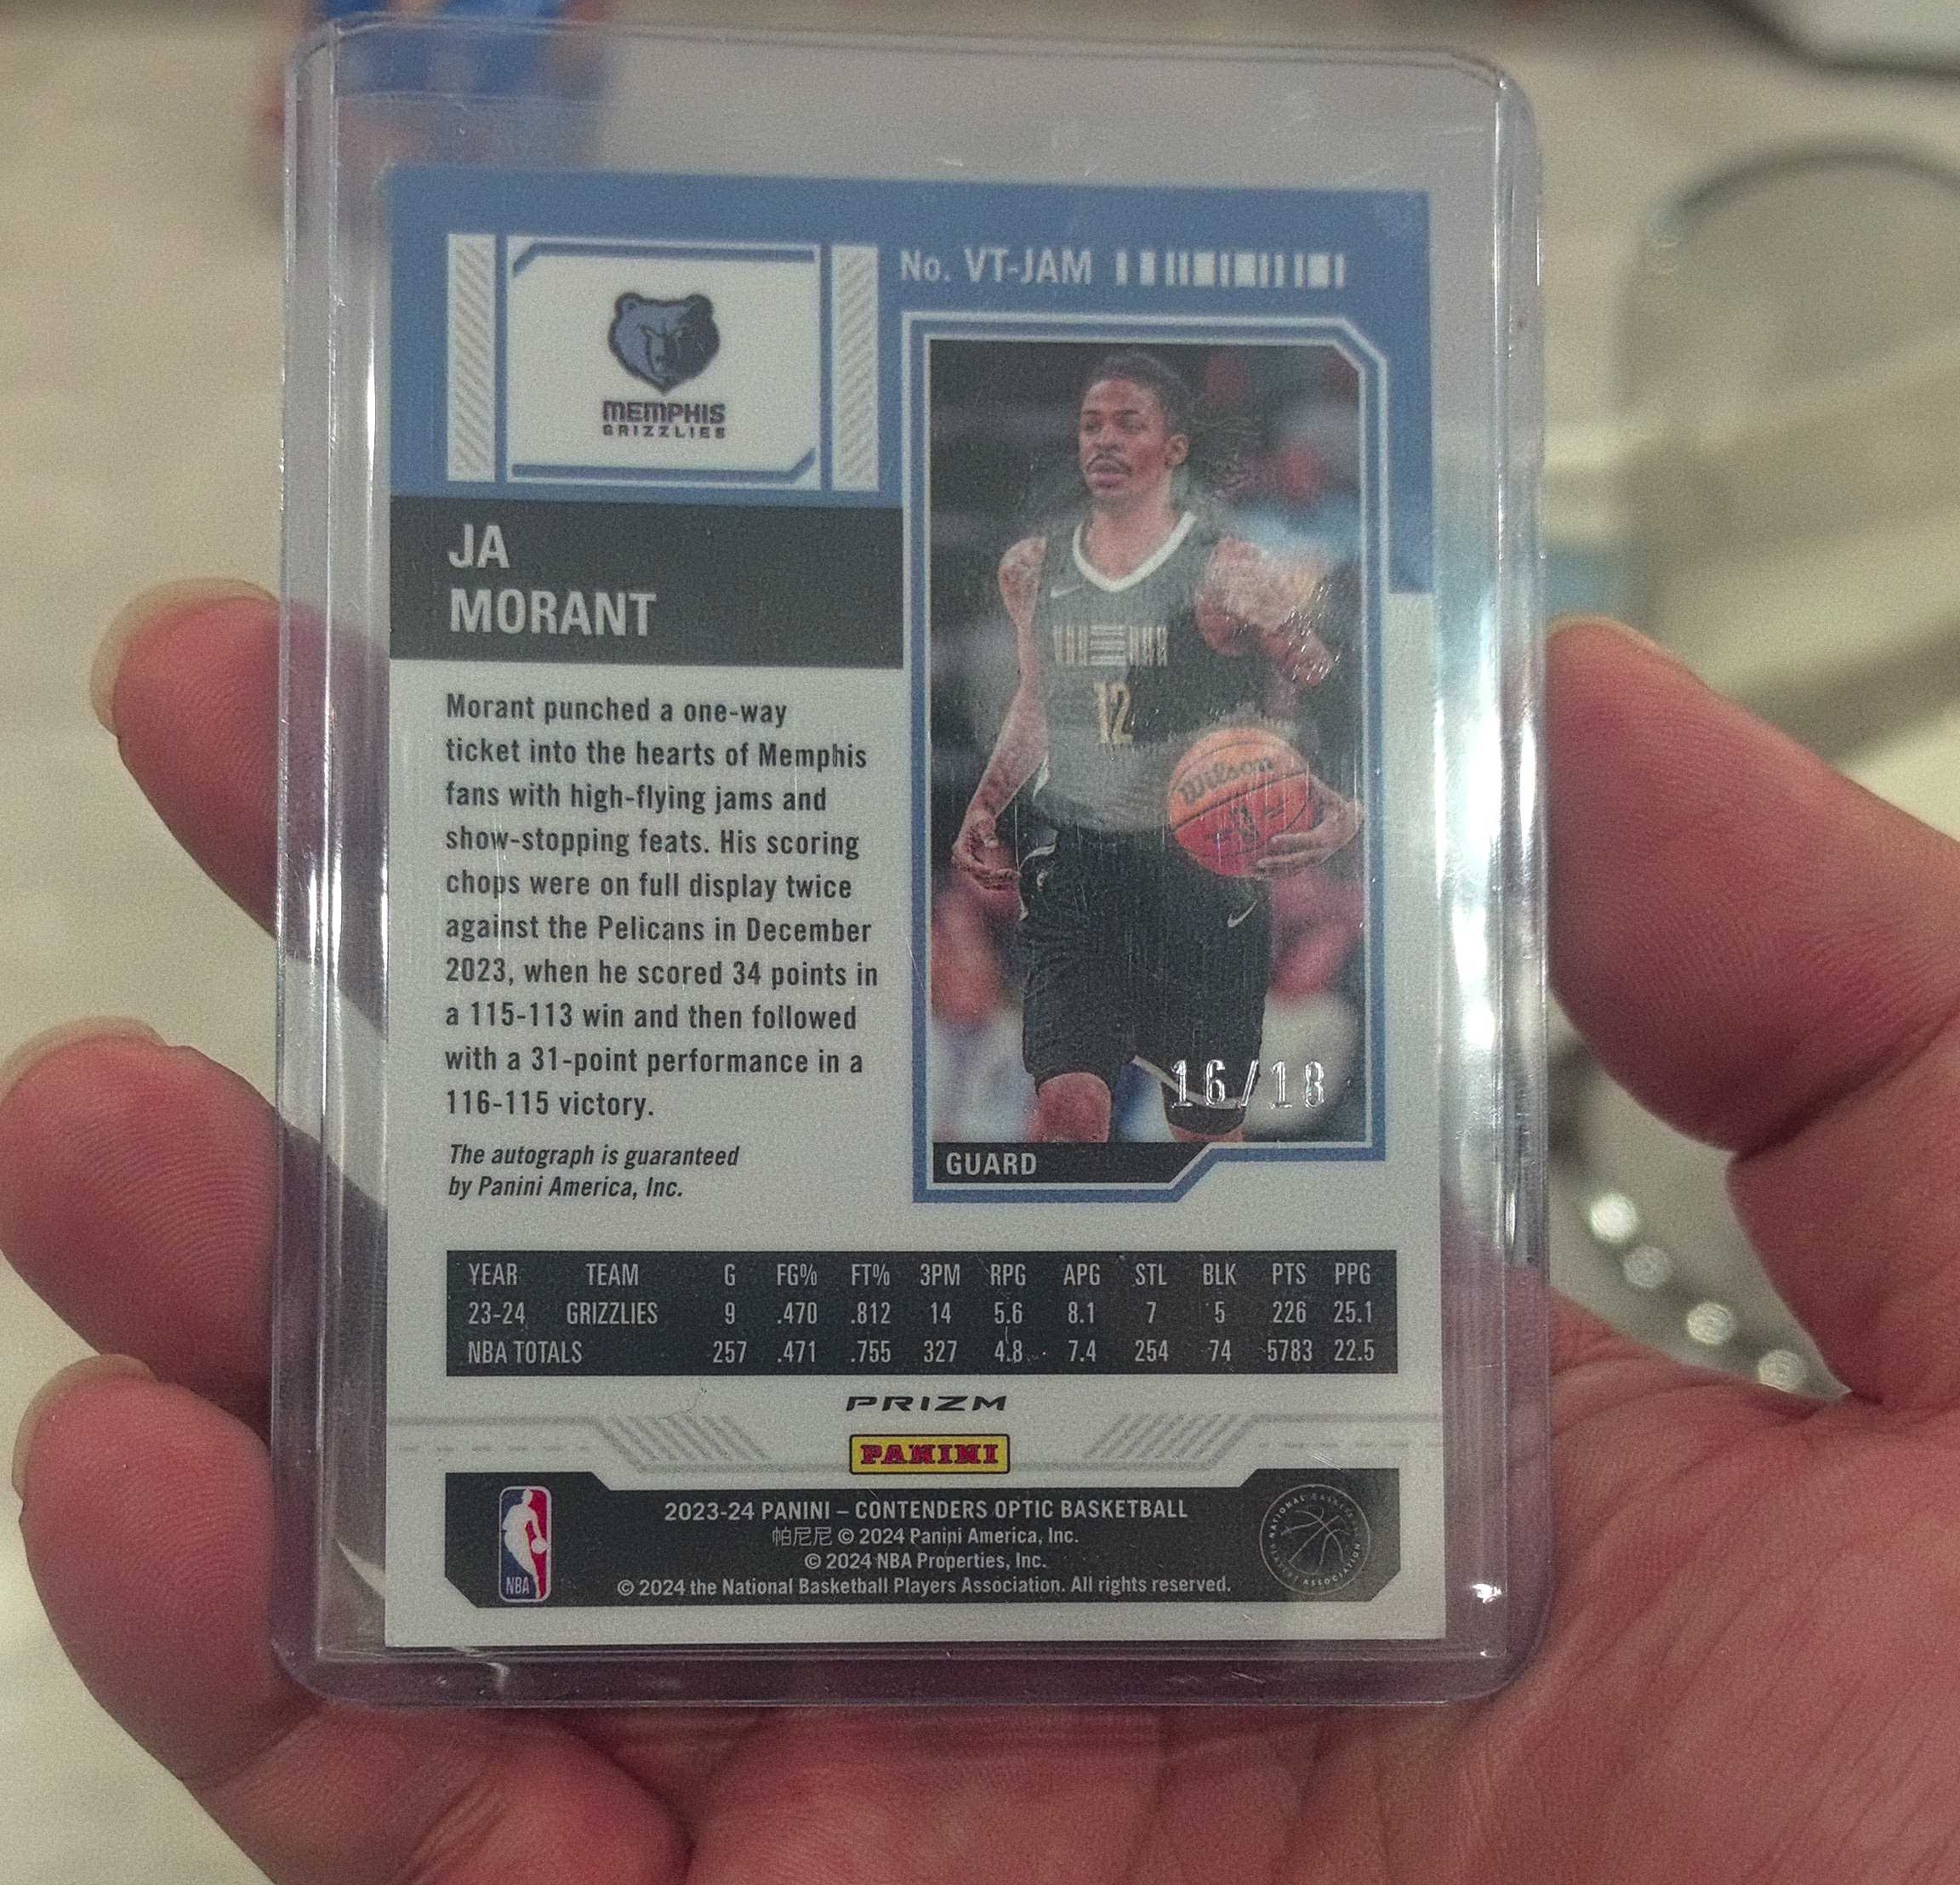 No. VT-JAM
MEMPHIS
GRIZZLIES
JA
MORANT
Morant punched a one-way
ticket into the hearts of Memphis
fans with high-flying jams and
show-stopping feats. His scoring
chops were on full display twice
against the Pelicans in December
2023, when he scored 34 points in
a 115-113 win and then followed
with a 31-point performance in a
116-115 victory.
The autograph is guaranteed
by Panini America, Inc.
12
Wilson
16/18
GUARD
YEAR TEAM G FG% FT% 3PM RPG APG STL BLK PTS PPG
23-24 GRIZZLIES 9 .470 .812 14 5.6 8.1 7 5 226 25.1
NBA TOTALS 257 .471 .755 327 4.8 7.4 254 74 5783 22.5
PRIZM
PANINI
2023-24 PANINI – CONTENDERS OPTIC BASKETBALL
帕尼尼 © 2024 Panini America, Inc.
© 2024 NBA Properties, Inc.
© 2024 the National Basketball Players Association. All rights reserved.
NBA
NATIONAL BASKETBALL PLAYERS ASSOCIATION